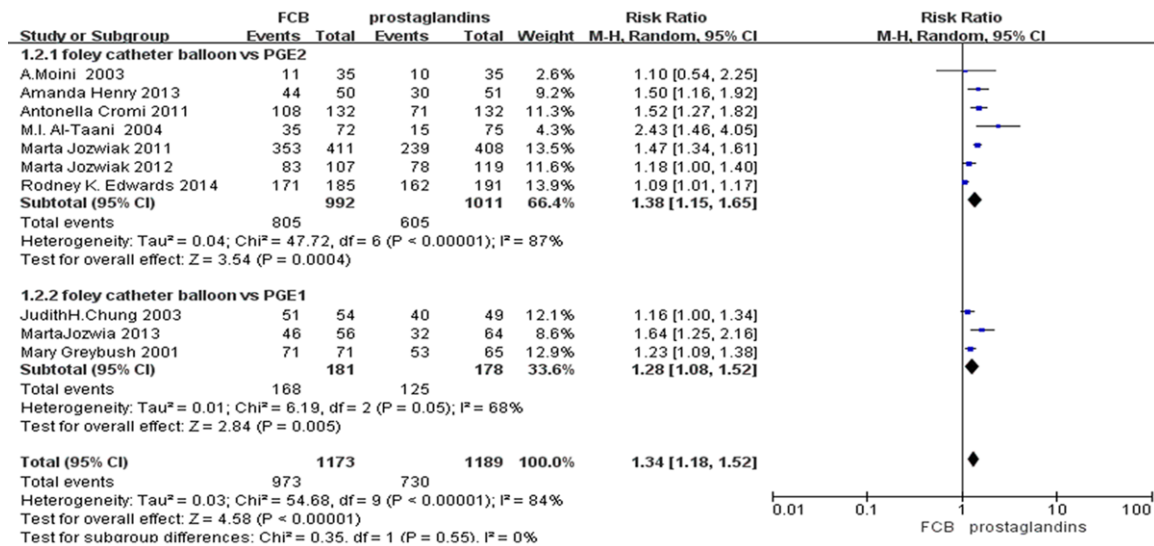 FCB prostaglandins Risk Ratio Risk Ratio
Study or Subgroup Events Total Events Total Weight M-H, Random, 95% CI M-H, Random, 95% CI
1.2.1 foley catheter balloon vs PGE2
A.Moini 2003 11 35 10 35 2.6% 1.10 [0.54, 2.25]
Amanda Henry 2013 44 50 30 51 9.2% 1.50 [1.16, 1.92]
Antonella Cromi 2011 108 132 71 132 11.3% 1.52 [1.27, 1.82]
M.I. Al-Taani 2004 35 72 15 75 4.3% 2.43 [1.46, 4.05]
Marta Jozwiak 2011 353 411 239 408 13.5% 1.47 [1.34, 1.61]
Marta Jozwiak 2012 83 107 78 119 11.6% 1.18 [1.00, 1.40]
Rodney K. Edwards 2014 171 185 162 191 13.9% 1.09 [1.01, 1.17]
Subtotal (95% CI) 992 1011 66.4% 1.38 [1.15, 1.65]
Total events 805 605
Heterogeneity: Tau² = 0.04; Chi² = 47.72, df = 6 (P < 0.00001); I² = 87%
Test for overall effect: Z = 3.54 (P = 0.0004)
1.2.2 foley catheter balloon vs PGE1
JudithH.Chung 2003 51 54 40 49 12.1% 1.16 [1.00, 1.34]
MartaJozwia 2013 46 56 32 64 8.6% 1.64 [1.25, 2.16]
Mary Greybush 2001 71 71 53 65 12.9% 1.23 [1.09, 1.38]
Subtotal (95% CI) 181 178 33.6% 1.28 [1.08, 1.52]
Total events 168 125
Heterogeneity: Tau² = 0.01; Chi² = 6.19, df = 2 (P = 0.05); I² = 68%
Test for overall effect: Z = 2.84 (P = 0.005)
Total (95% CI) 1173 1189 100.0% 1.34 [1.18, 1.52]
Total events 973 730
Heterogeneity: Tau² = 0.03; Chi² = 54.68, df = 9 (P < 0.00001); I² = 84%
Test for overall effect: Z = 4.58 (P < 0.00001)
Test for subgroup differences: Chi² = 0.35, df = 1 (P = 0.55), I² = 0%
0.01 0.1 1 10 100
FCB prostaglandins